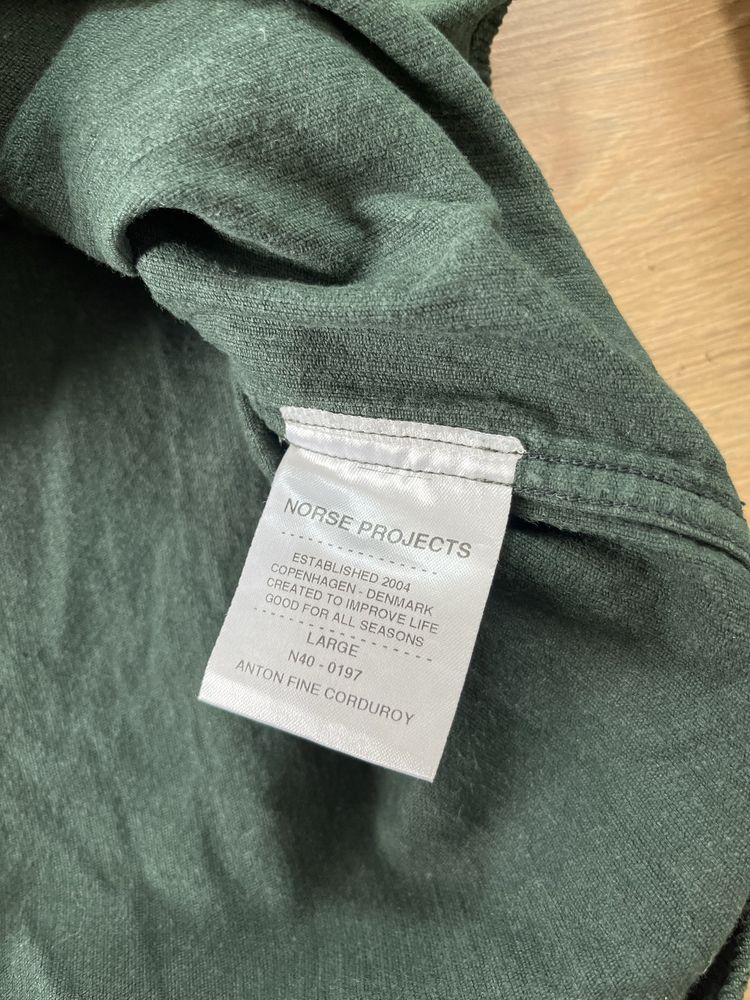 NORSE PROJECTS
ESTABLISHED 2004
COPENHAGEN - DENMARK
CREATED TO IMPROVE LIFE
GOOD FOR ALL SEASONS
LARGE
N40 - 0197
ANTON FINE CORDUROY